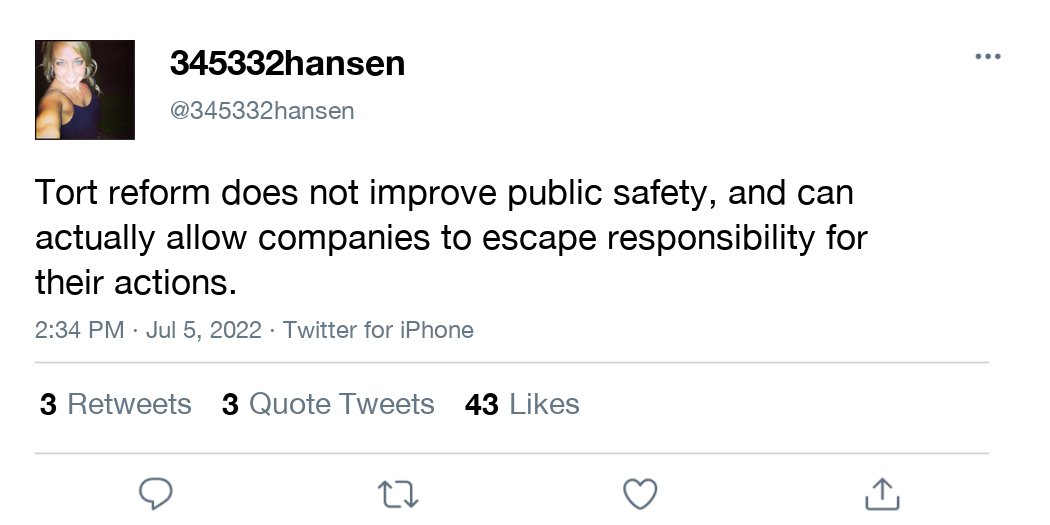 345332hansen
@345332hansen
Tort reform does not improve public safety, and can
actually allow companies to escape responsibility for
their actions.
2:34 PM · Jul 5, 2022 · Twitter for iPhone
3 Retweets 3 Quote Tweets 43 Likes